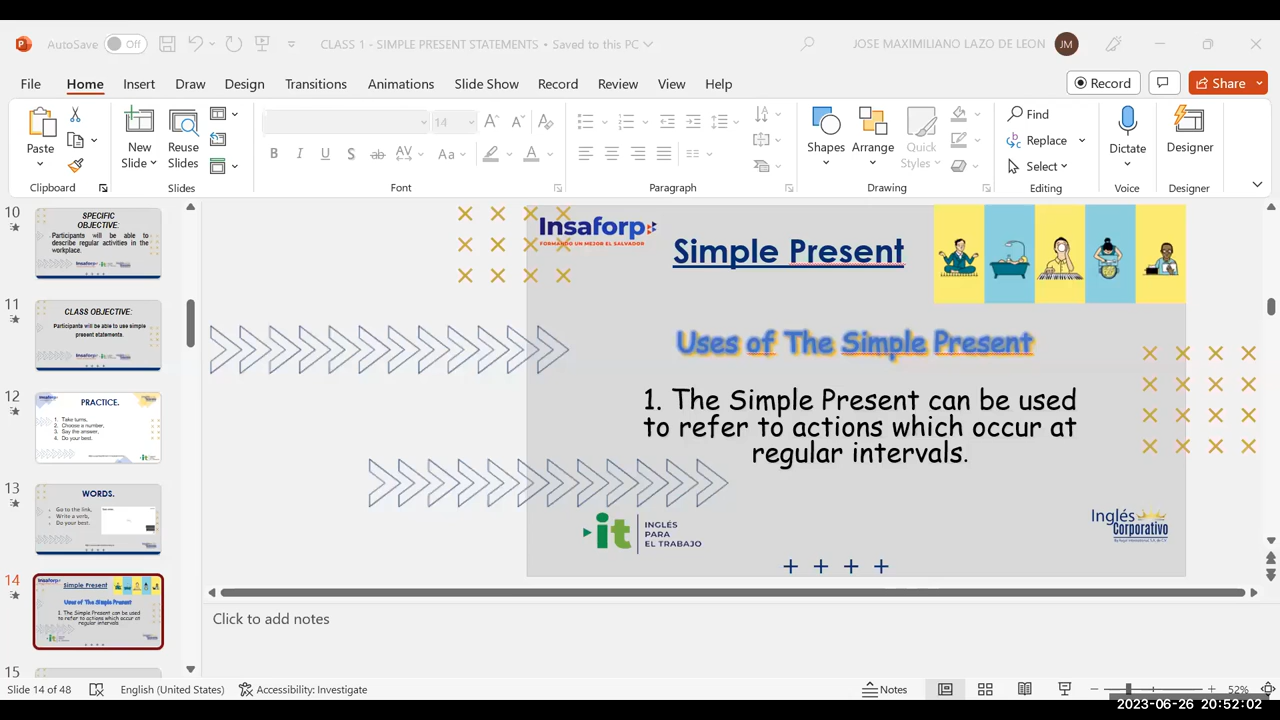 AutoSave Off CLASS 1 - SIMPLE PRESENT STATEMENTS • Saved to this PC JOSE MAXIMILIANO LAZO DE LEON JM
File Home Insert Draw Design Transitions Animations Slide Show Record Review View Help Record Share
Paste New Slide Reuse Slides 14 Aa Shapes Arrange Quick Styles Find Replace Select Dictate Designer
Clipboard Slides Font Paragraph Drawing Editing Voice Designer
10
SPECIFIC
OBJECTIVE:
Participants will be able to
describe regular activities in the
workplace.
11
CLASS OBJECTIVE:
Participants will be able to use simple
present statements.
12
PRACTICE.
1. Take turns,
2. Choose a number,
3. Say the answer,
4. Do your best.
13
WORDS.
Go to the link,
Write a verb,
Do your best.
14
Simple Present
Uses of The Simple Present
1. The Simple Present can be used
to refer to actions which occur at
regular intervals
15
Insaforp
FORMANDO UN MEJOR EL SALVADOR
Simple Present
Uses of The Simple Present
1. The Simple Present can be used
to refer to actions which occur at
regular intervals.
it INGLÉS
PARA
EL TRABAJO
Inglés
Corporativo
Click to add notes
Slide 14 of 48 English (United States) Accessibility: Investigate Notes 52%
2023-06-26 20:52:02